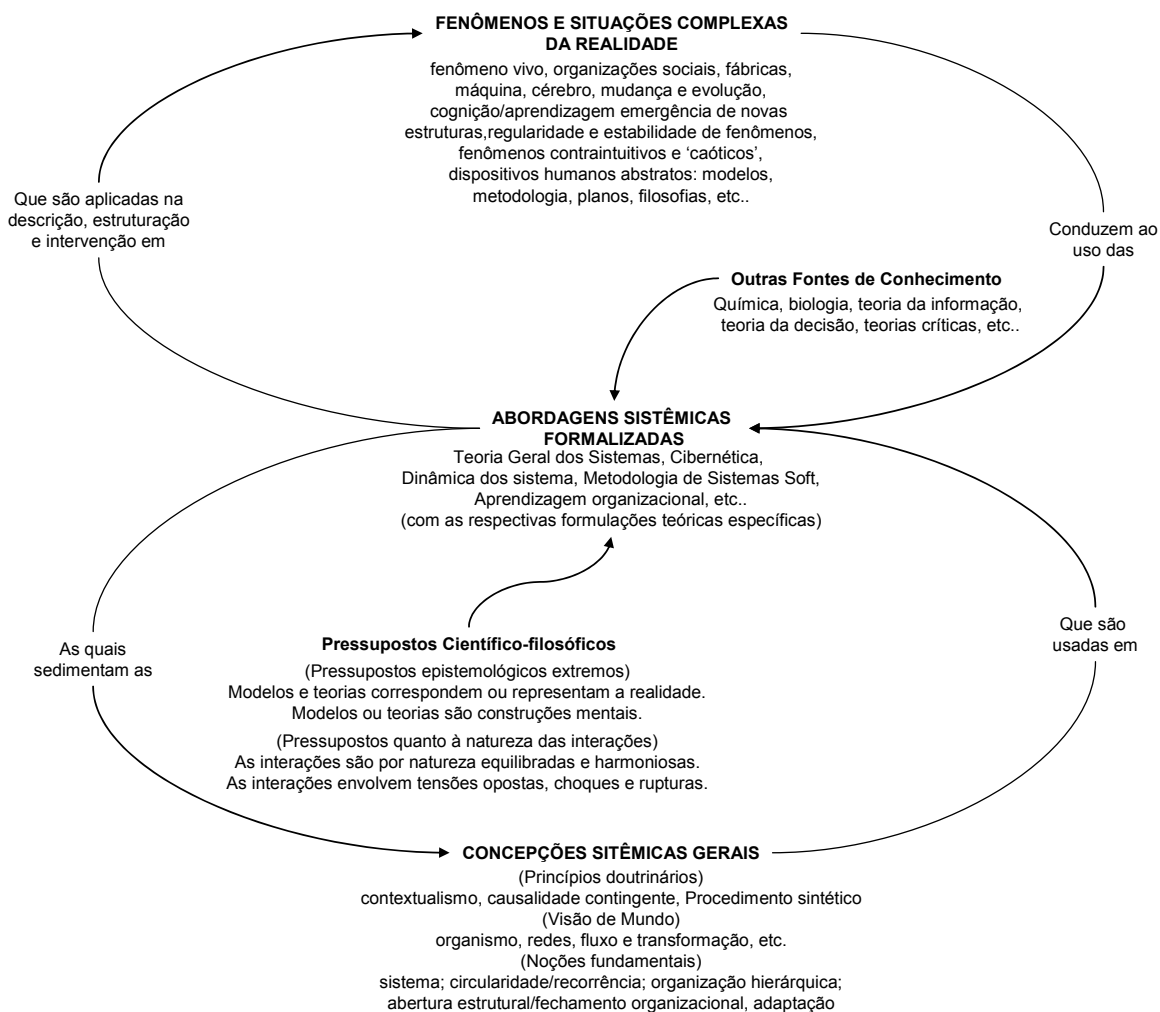 FENÔMENOS E SITUAÇÕES COMPLEXAS
DA REALIDADE
fenômeno vivo, organizações sociais, fábricas,
máquina, cérebro, mudança e evolução,
cognição/aprendizagem emergência de novas
estruturas,regularidade e estabilidade de fenômenos,
fenômenos contraintuitivos e ‘caóticos’,
dispositivos humanos abstratos: modelos,
metodologia, planos, filosofias, etc..
Que são aplicadas na
descrição, estruturação
e intervenção em
Conduzem ao
uso das
Outras Fontes de Conhecimento
Química, biologia, teoria da informação,
teoria da decisão, teorias críticas, etc..
ABORDAGENS SISTÊMICAS
FORMALIZADAS
Teoria Geral dos Sistemas, Cibernética,
Dinâmica dos sistema, Metodologia de Sistemas Soft,
Aprendizagem organizacional, etc..
(com as respectivas formulações teóricas específicas)
As quais
sedimentam as
Que são
usadas em
Pressupostos Científico-filosóficos
(Pressupostos epistemológicos extremos)
Modelos e teorias correspondem ou representam a realidade.
Modelos ou teorias são construções mentais.
(Pressupostos quanto à natureza das interações)
As interações são por natureza equilibradas e harmoniosas.
As interações envolvem tensões opostas, choques e rupturas.
CONCEPÇÕES SITÊMICAS GERAIS
(Princípios doutrinários)
contextualismo, causalidade contingente, Procedimento sintético
(Visão de Mundo)
organismo, redes, fluxo e transformação, etc.
(Noções fundamentais)
sistema; circularidade/recorrência; organização hierárquica;
abertura estrutural/fechamento organizacional, adaptação